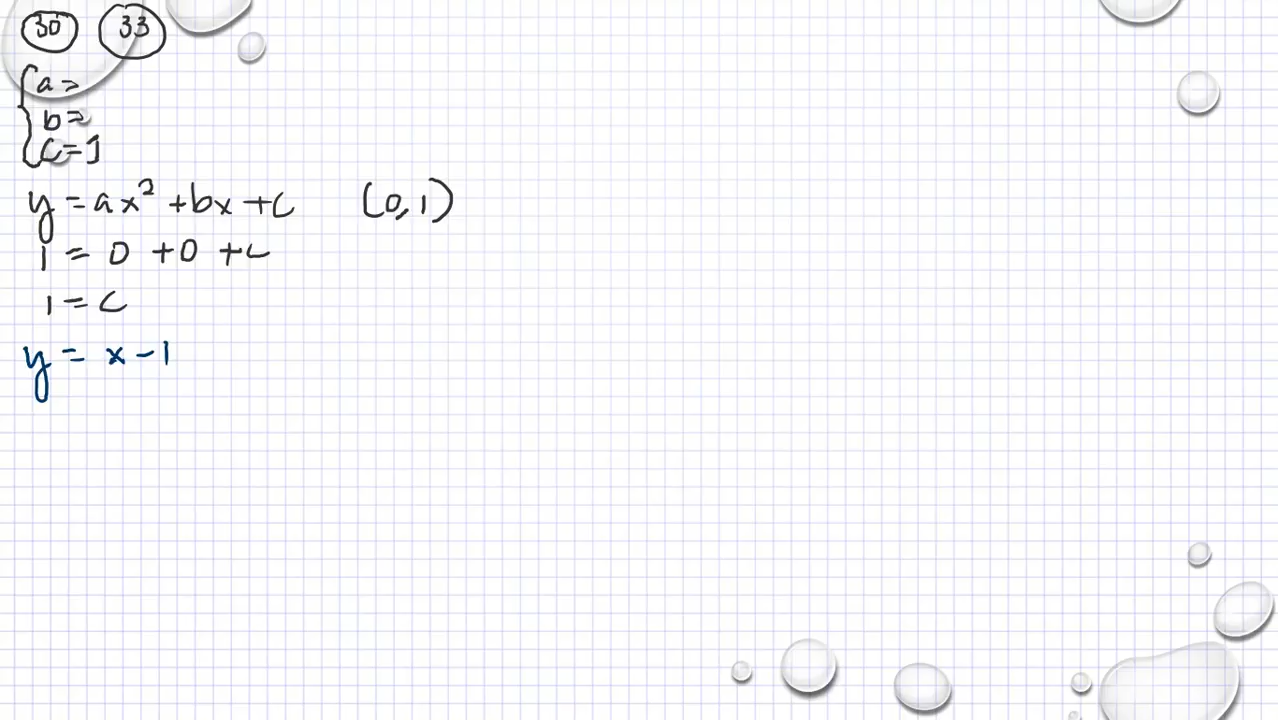 30 33
a =
b =
c = 1
y = ax² + bx + c (0, 1)
1 = 0 + 0 + c
1 = c
y = x - 1